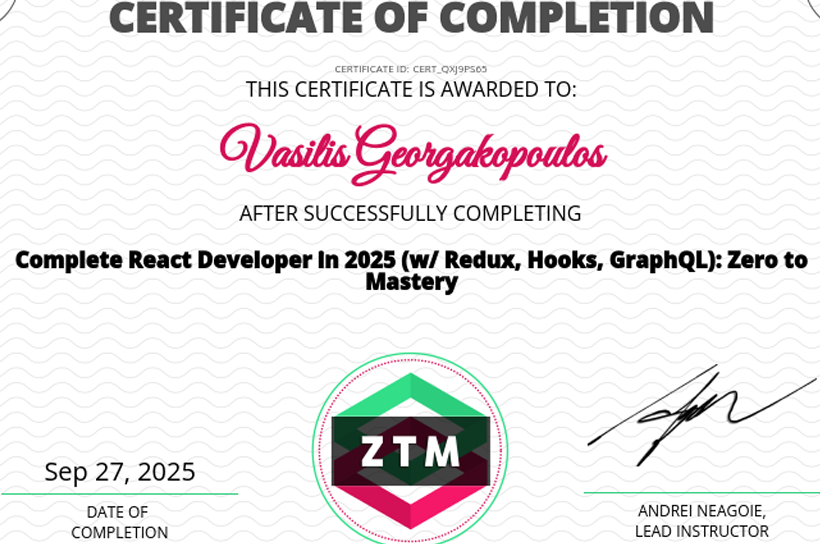 CERTIFICATE OF COMPLETION
CERTIFICATE ID: CERT_QXJ9PS65
THIS CERTIFICATE IS AWARDED TO:
Vasilis Georgakopoulos
AFTER SUCCESSFULLY COMPLETING
Complete React Developer in 2025 (w/ Redux, Hooks, GraphQL): Zero to
Mastery
ZTM
Sep 27, 2025
DATE OF
COMPLETION
ANDREI NEAGOIE,
LEAD INSTRUCTOR